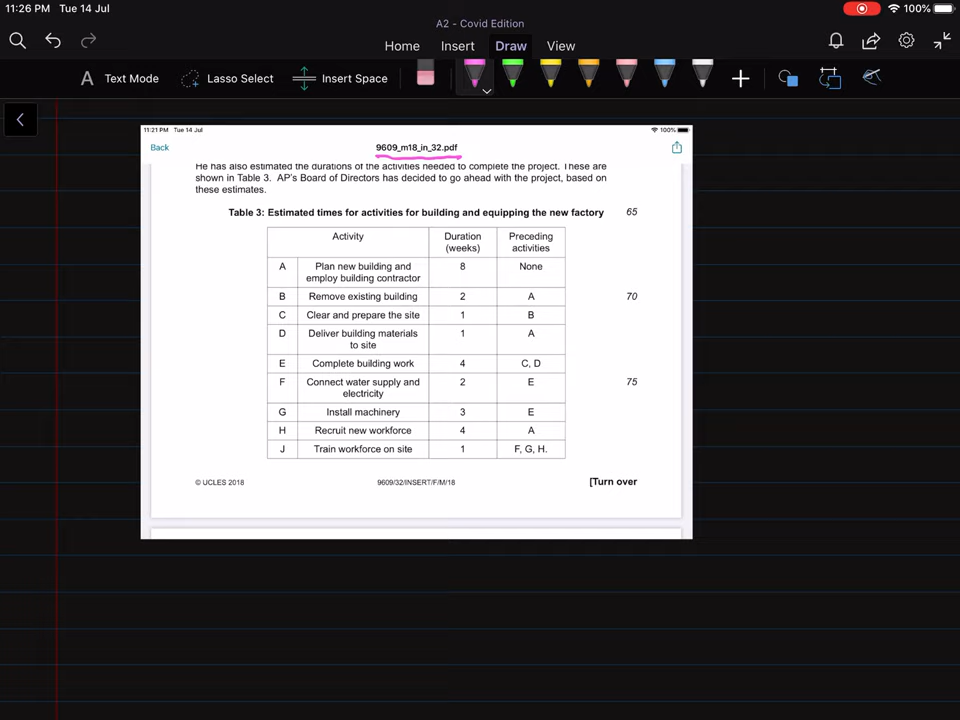 11:26 PM Tue 14 Jul
100%
A2 - Covid Edition
Home Insert Draw View
A Text Mode Lasso Select Insert Space
11:21 PM Tue 14 Jul
100%
Back
9609_m18_in_32.pdf
He has also estimated the durations of the activities needed to complete the project. These are
shown in Table 3. AP's Board of Directors has decided to go ahead with the project, based on
these estimates.
Table 3: Estimated times for activities for building and equipping the new factory 65
Activity Duration (weeks) Preceding activities
A Plan new building and employ building contractor 8 None
B Remove existing building 2 A 70
C Clear and prepare the site 1 B
D Deliver building materials to site 1 A
E Complete building work 4 C, D
F Connect water supply and electricity 2 E 75
G Install machinery 3 E
H Recruit new workforce 4 A
J Train workforce on site 1 F, G, H.
© UCLES 2018 9609/32/INSERT/F/M/18 [Turn over